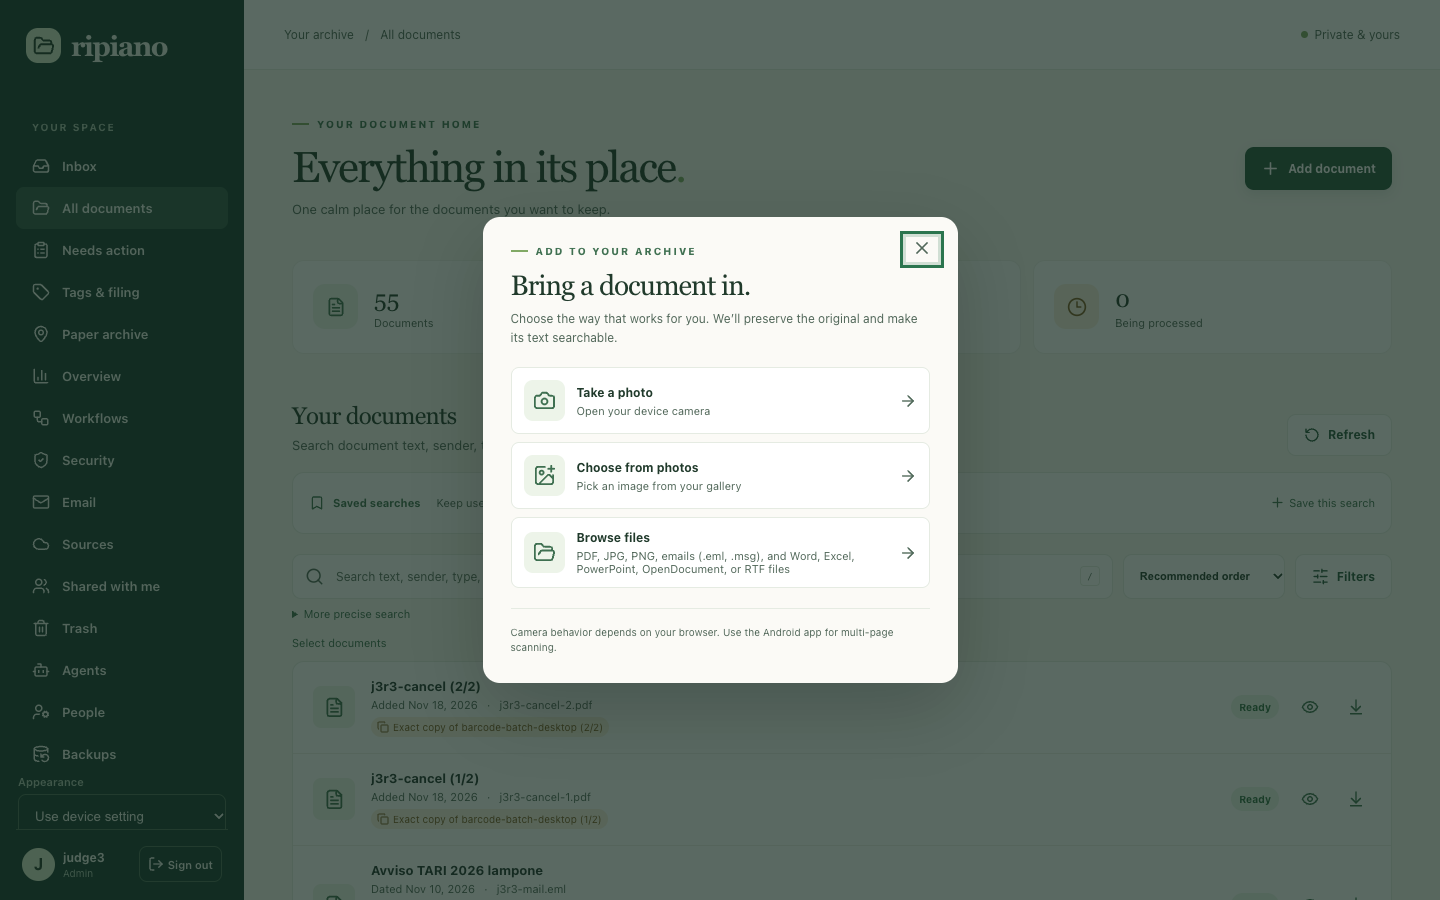 ripiano
YOUR SPACE
Inbox
All documents
Needs action
Tags & filing
Paper archive
Overview
Workflows
Security
Email
Sources
Shared with me
Trash
Agents
People
Backups
Appearance
Use device setting
J
judge3
Admin
Sign out
Your archive / All documents
Private & yours
YOUR DOCUMENT HOME
Everything in its place.
One calm place for the documents you want to keep.
Add document
55
Documents
0
Being processed
Your documents
Search document text, sender,
Refresh
Saved searches
Save this search
Search text, sender, type,
/
Recommended order
Filters
More precise search
Select documents
j3r3-cancel (2/2)
Added Nov 18, 2026 · j3r3-cancel-2.pdf
Exact copy of barcode-batch-desktop (2/2)
Ready
j3r3-cancel (1/2)
Added Nov 18, 2026 · j3r3-cancel-1.pdf
Exact copy of barcode-batch-desktop (1/2)
Ready
Avviso TARI 2026 lampone
Dated Nov 10, 2026 · j3r3-mail.eml
ADD TO YOUR ARCHIVE
Bring a document in.
Choose the way that works for you. We'll preserve the original and make
its text searchable.
Take a photo
Open your device camera
Choose from photos
Pick an image from your gallery
Browse files
PDF, JPG, PNG, emails (.eml, .msg), and Word, Excel,
PowerPoint, OpenDocument, or RTF files
Camera behavior depends on your browser. Use the Android app for multi-page
scanning.